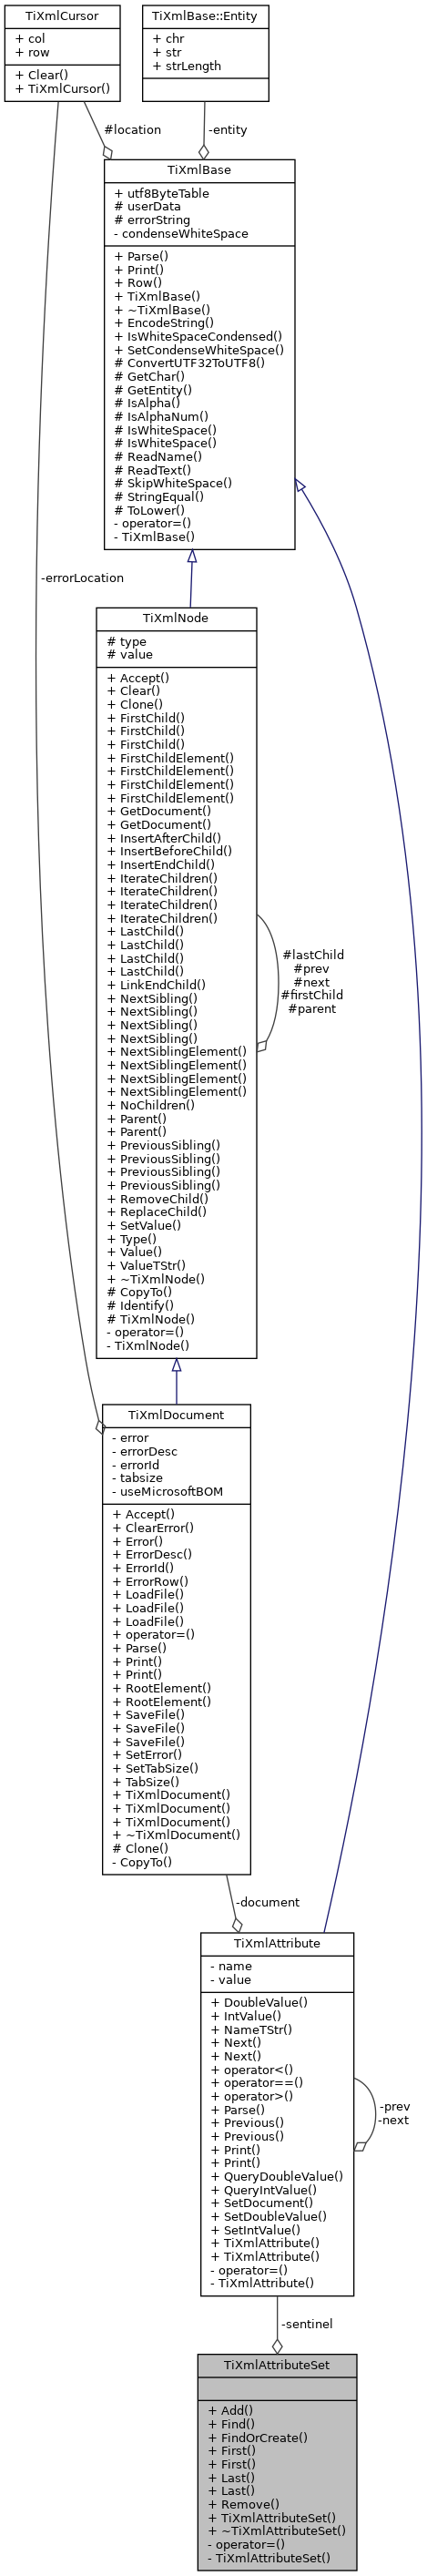 TiXmlCursor
+ col
+ row
+ Clear()
+ TiXmlCursor()
TiXmlBase::Entity
+ chr
+ str
+ strLength
#location
-entity
TiXmlBase
+ utf8ByteTable
# userData
# errorString
- condenseWhiteSpace
+ Parse()
+ Print()
+ Row()
+ TiXmlBase()
+ ~TiXmlBase()
+ EncodeString()
+ IsWhiteSpaceCondensed()
+ SetCondenseWhiteSpace()
# ConvertUTF32ToUTF8()
# GetChar()
# GetEntity()
# IsAlpha()
# IsAlphaNum()
# IsWhiteSpace()
# IsWhiteSpace()
# ReadName()
# ReadText()
# SkipWhiteSpace()
# StringEqual()
# ToLower()
- operator=()
- TiXmlBase()
-errorLocation
TiXmlNode
# type
# value
+ Accept()
+ Clear()
+ Clone()
+ FirstChild()
+ FirstChild()
+ FirstChild()
+ FirstChildElement()
+ FirstChildElement()
+ FirstChildElement()
+ FirstChildElement()
+ GetDocument()
+ GetDocument()
+ InsertAfterChild()
+ InsertBeforeChild()
+ InsertEndChild()
+ IterateChildren()
+ IterateChildren()
+ IterateChildren()
+ IterateChildren()
+ LastChild()
+ LastChild()
+ LastChild()
+ LastChild()
+ LinkEndChild()
+ NextSibling()
+ NextSibling()
+ NextSibling()
+ NextSibling()
+ NextSiblingElement()
+ NextSiblingElement()
+ NextSiblingElement()
+ NextSiblingElement()
+ NoChildren()
+ Parent()
+ Parent()
+ PreviousSibling()
+ PreviousSibling()
+ PreviousSibling()
+ PreviousSibling()
+ RemoveChild()
+ ReplaceChild()
+ SetValue()
+ Type()
+ Value()
+ ValueTStr()
+ ~TiXmlNode()
# CopyTo()
# Identify()
# TiXmlNode()
- operator=()
- TiXmlNode()
#lastChild
#prev
#next
#firstChild
#parent
TiXmlDocument
- error
- errorDesc
- errorId
- tabsize
- useMicrosoftBOM
+ Accept()
+ ClearError()
+ Error()
+ ErrorDesc()
+ ErrorId()
+ ErrorRow()
+ LoadFile()
+ LoadFile()
+ LoadFile()
+ operator=()
+ Parse()
+ Print()
+ Print()
+ RootElement()
+ RootElement()
+ SaveFile()
+ SaveFile()
+ SaveFile()
+ SetError()
+ SetTabSize()
+ TabSize()
+ TiXmlDocument()
+ TiXmlDocument()
+ TiXmlDocument()
+ ~TiXmlDocument()
# Clone()
- CopyTo()
-document
TiXmlAttribute
- name
- value
+ DoubleValue()
+ IntValue()
+ NameTStr()
+ Next()
+ Next()
+ operator<()
+ operator==()
+ operator>()
+ Parse()
+ Previous()
+ Previous()
+ Print()
+ Print()
+ QueryDoubleValue()
+ QueryIntValue()
+ SetDocument()
+ SetDoubleValue()
+ SetIntValue()
+ TiXmlAttribute()
+ TiXmlAttribute()
- operator=()
- TiXmlAttribute()
-prev
-next
-sentinel
TiXmlAttributeSet
+ Add()
+ Find()
+ FindOrCreate()
+ First()
+ First()
+ Last()
+ Last()
+ Remove()
+ TiXmlAttributeSet()
+ ~TiXmlAttributeSet()
- operator=()
- TiXmlAttributeSet()